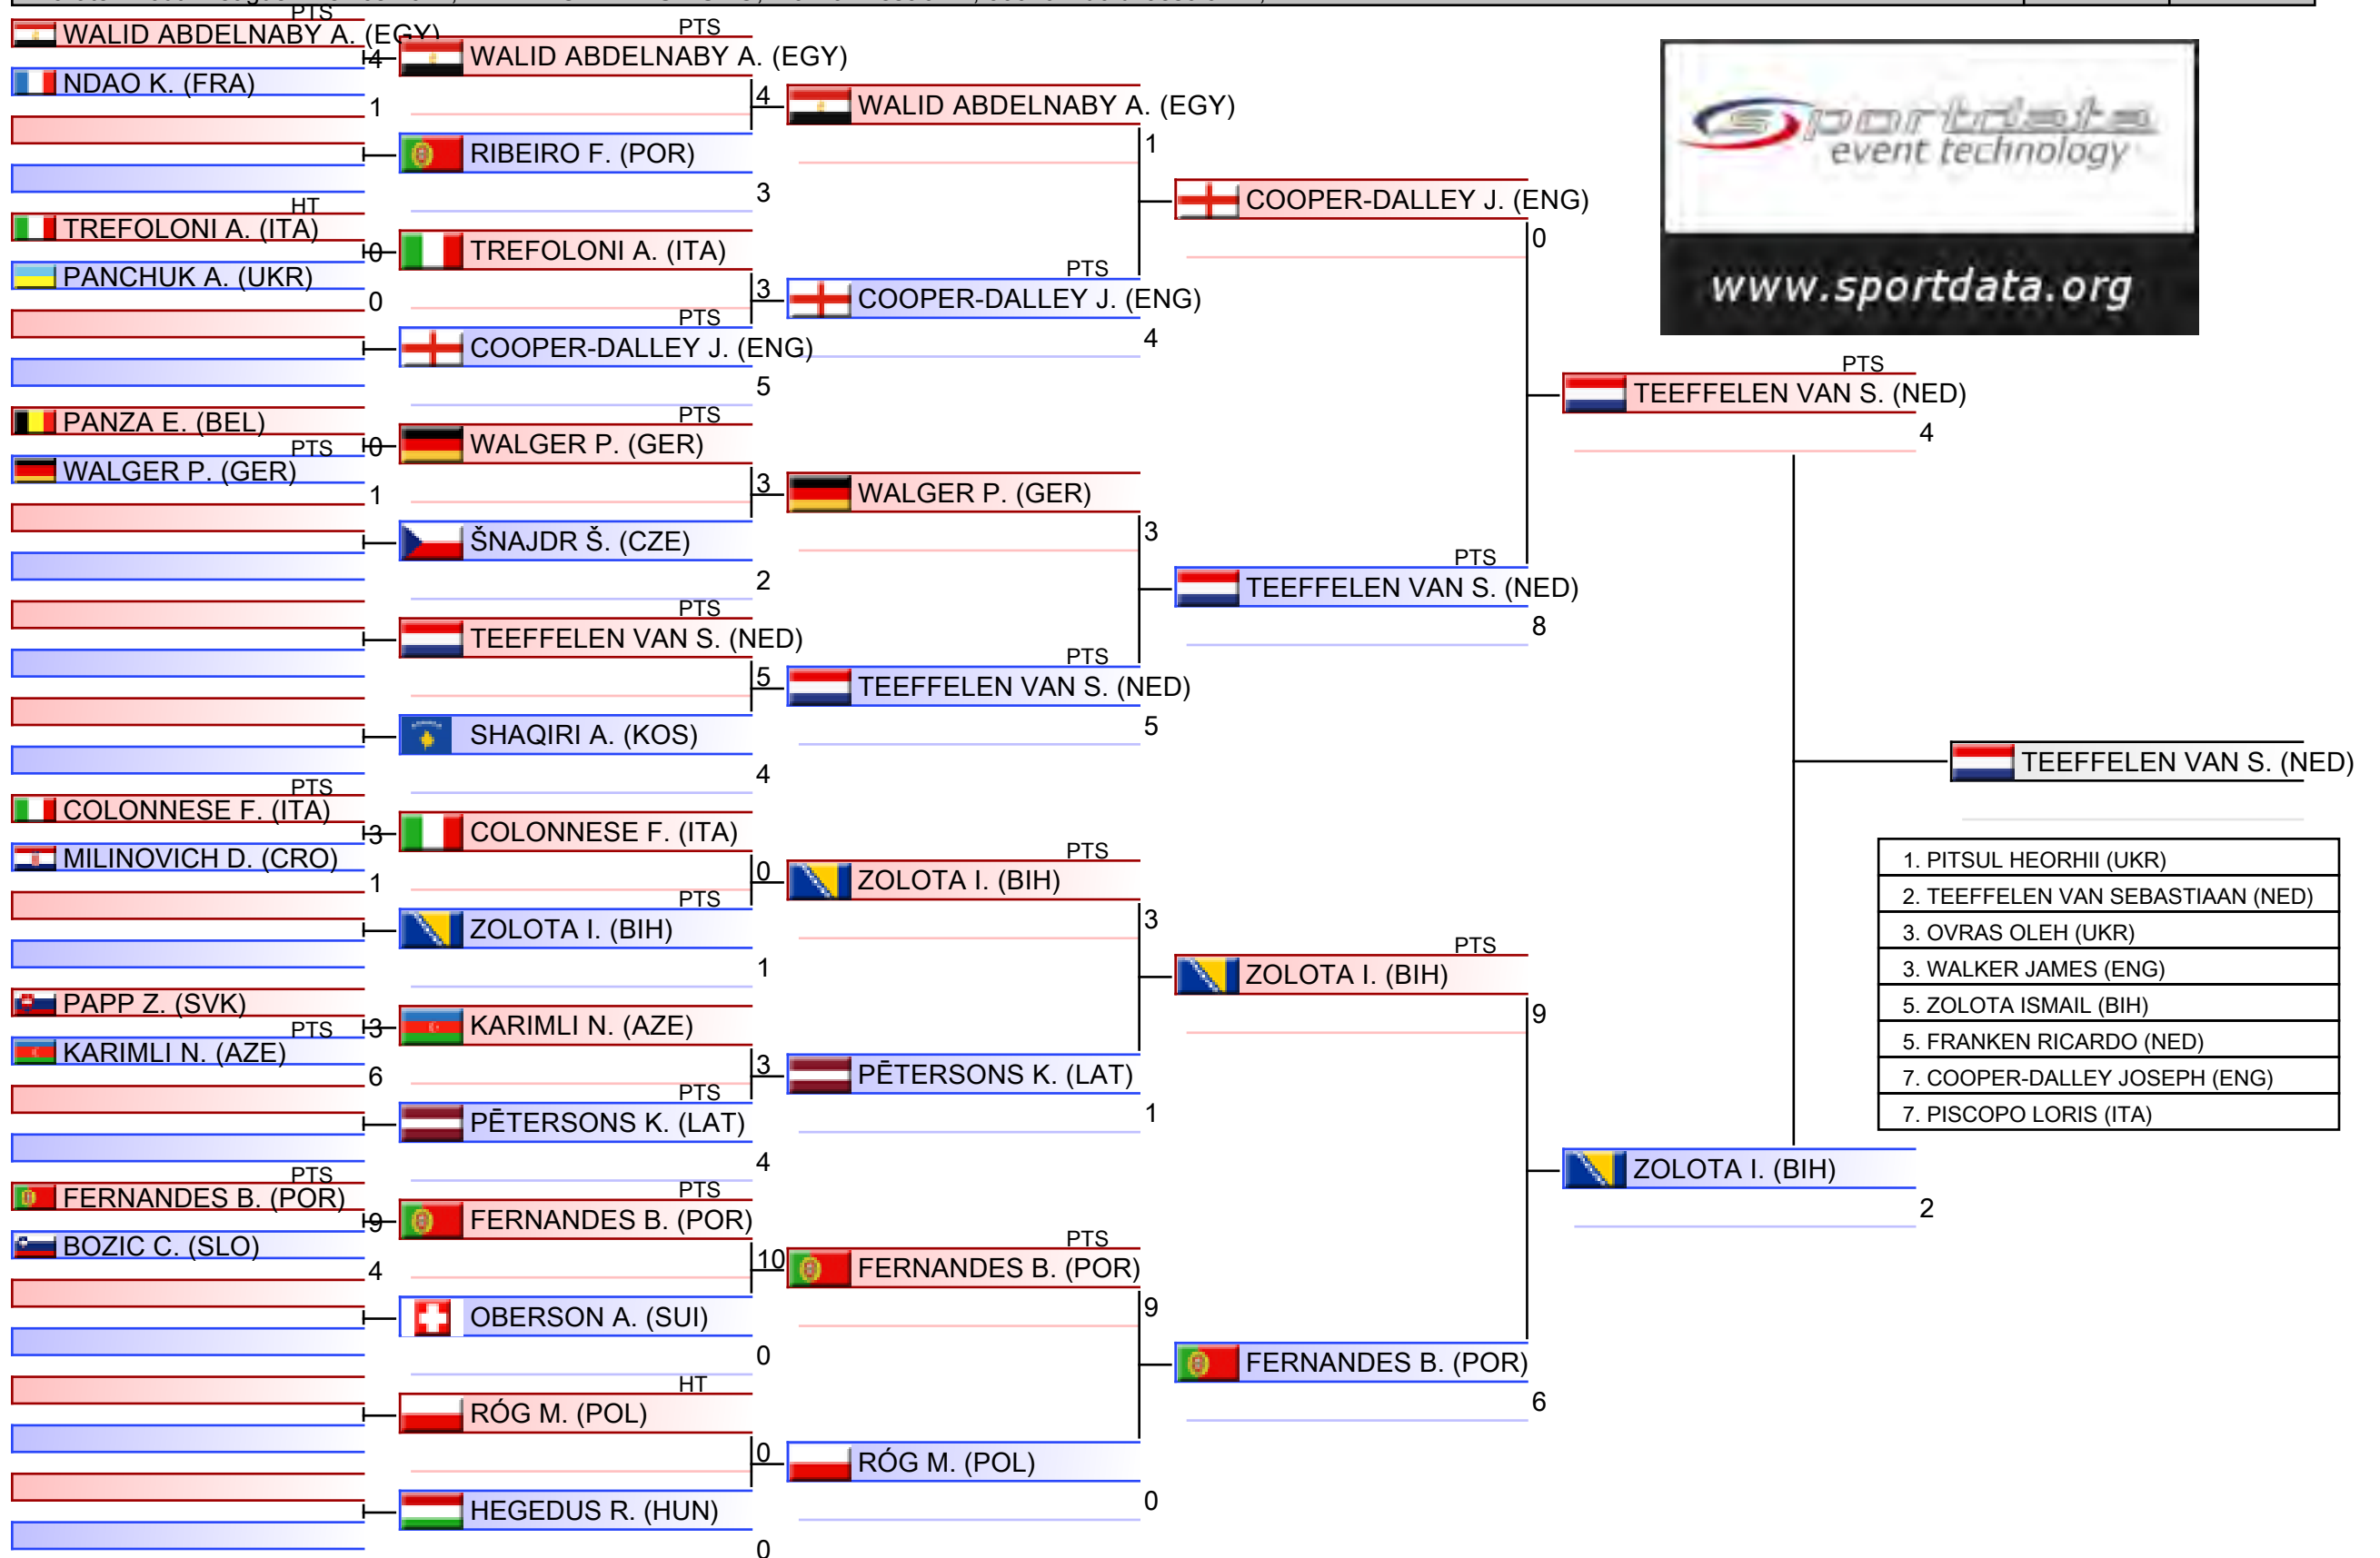 PTS
WALID ABDELNABY A. (EGY)
4
NDAO K. (FRA)
1
HT
TREFOLONI A. (ITA)
0
PANCHUK A. (UKR)
0
PANZA E. (BEL)
0
PTS
WALGER P. (GER)
1
PTS
COLONNESE F. (ITA)
3
MILINOVICH D. (CRO)
1
PAPP Z. (SVK)
3
PTS
KARIMLI N. (AZE)
6
PTS
FERNANDES B. (POR)
9
BOZIC C. (SLO)
4
PTS
WALID ABDELNABY A. (EGY)
4
RIBEIRO F. (POR)
3
TREFOLONI A. (ITA)
3
PTS
COOPER-DALLEY J. (ENG)
5
PTS
WALGER P. (GER)
3
ŠNAJDR Š. (CZE)
2
PTS
TEEFFELEN VAN S. (NED)
5
SHAQIRI A. (KOS)
4
COLONNESE F. (ITA)
0
PTS
ZOLOTA I. (BIH)
1
KARIMLI N. (AZE)
3
PTS
PĒTERSONS K. (LAT)
4
PTS
FERNANDES B. (POR)
10
OBERSON A. (SUI)
0
HT
RÓG M. (POL)
0
HEGEDUS R. (HUN)
0
WALID ABDELNABY A. (EGY)
1
PTS
COOPER-DALLEY J. (ENG)
4
WALGER P. (GER)
3
PTS
TEEFFELEN VAN S. (NED)
5
PTS
ZOLOTA I. (BIH)
3
PĒTERSONS K. (LAT)
1
PTS
FERNANDES B. (POR)
9
RÓG M. (POL)
0
COOPER-DALLEY J. (ENG)
0
PTS
TEEFFELEN VAN S. (NED)
8
PTS
ZOLOTA I. (BIH)
9
FERNANDES B. (POR)
6
PTS
TEEFFELEN VAN S. (NED)
4
ZOLOTA I. (BIH)
2
TEEFFELEN VAN S. (NED)
sportdata
event technology
www.sportdata.org
1. PITSUL HEORHII (UKR)
2. TEEFFELEN VAN SEBASTIAAN (NED)
3. OVRAS OLEH (UKR)
3. WALKER JAMES (ENG)
5. ZOLOTA ISMAIL (BIH)
5. FRANKEN RICARDO (NED)
7. COOPER-DALLEY JOSEPH (ENG)
7. PISCOPO LORIS (ITA)